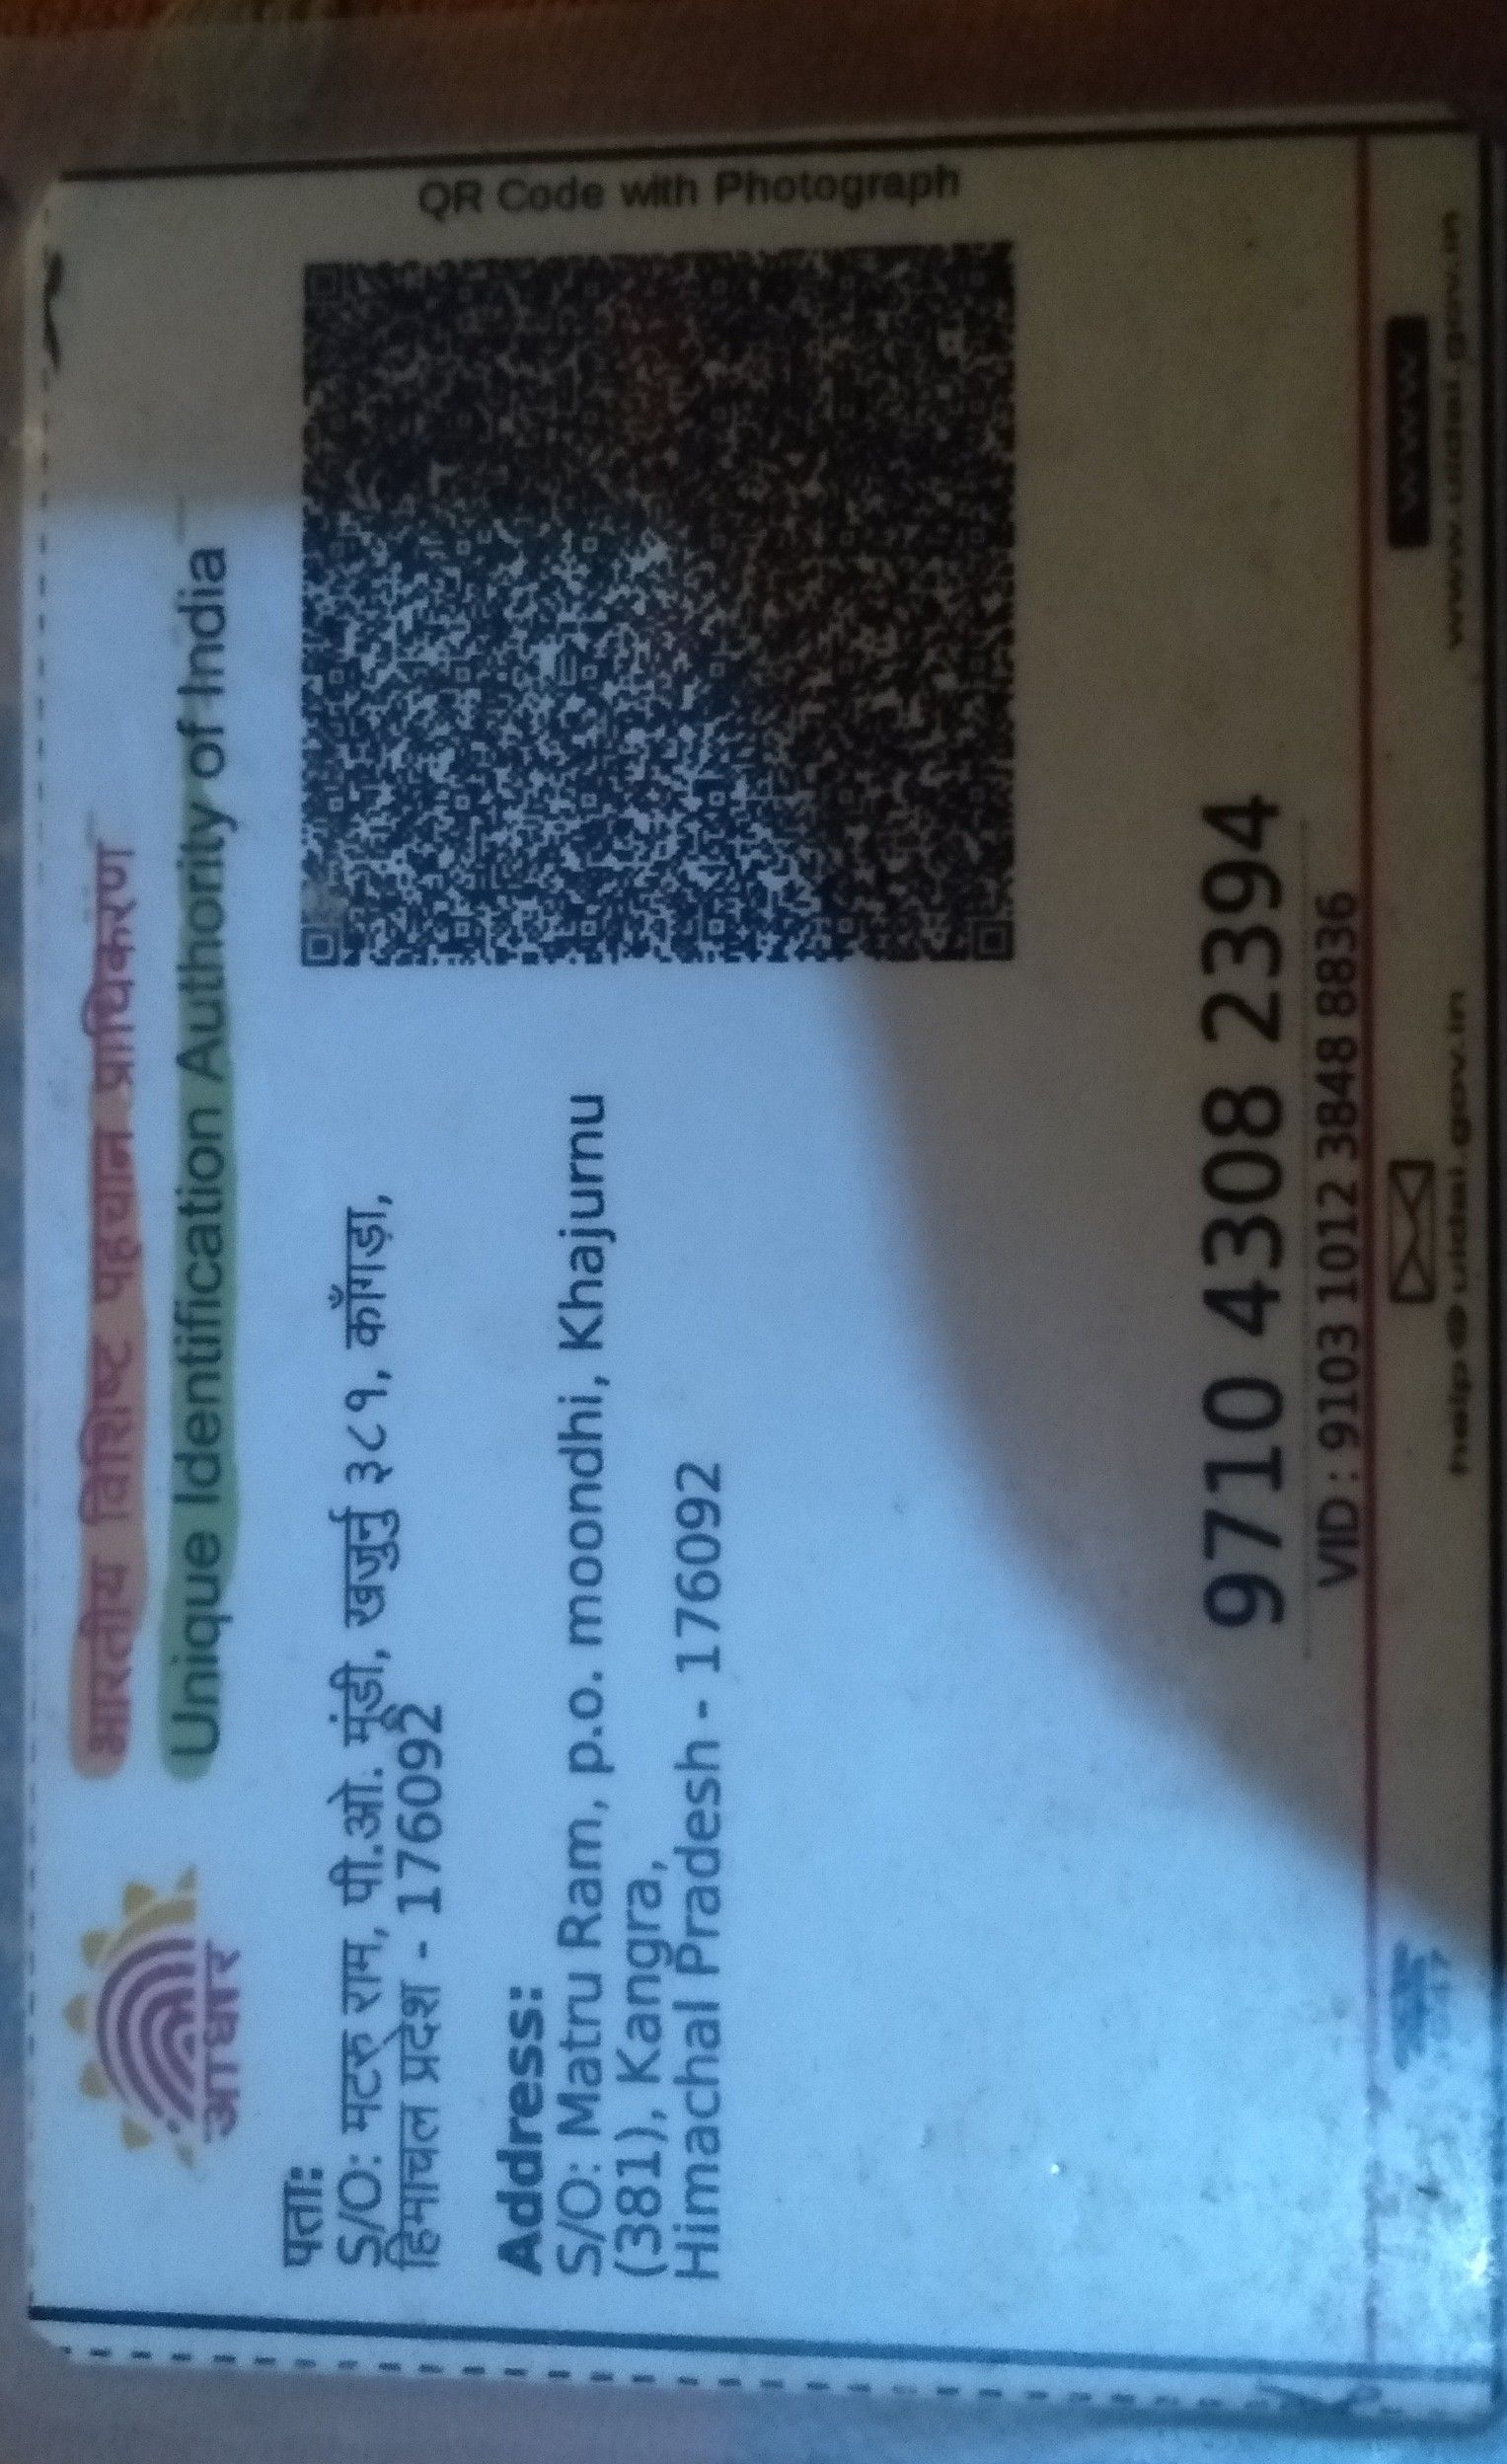 भारतीय विशिष्ट पहचान प्राधिकरण
Unique Identification Authority of India
आधार
पता:
S/O: मटरु राम, पी.ओ. मूंडी, खजुर्नु ३८१, काँगड़ा,
हिमाचल प्रदेश - 176092
Address:
S/O: Matru Ram, p.o. moondhi, Khajurnu
(381), Kangra,
Himachal Pradesh - 176092
QR Code with Photograph
9710 4308 2394
VID : 9103 1012 3848 8836
1947
help@uidai.gov.in
www
www.uidai.gov.in